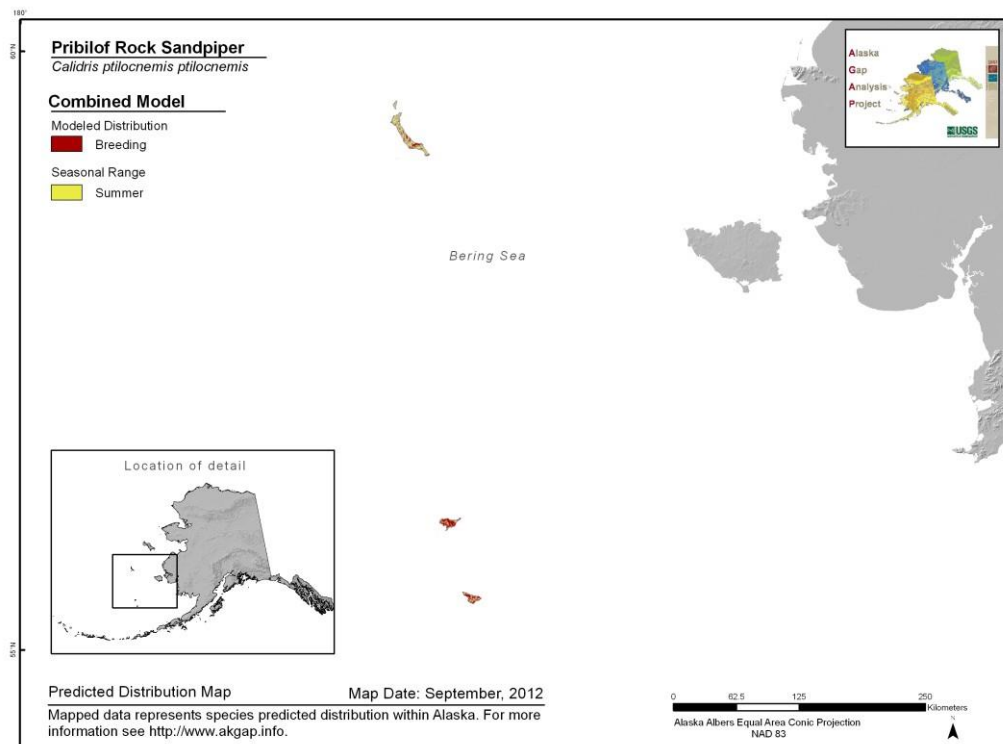 180°
60°N
Pribilof Rock Sandpiper
Calidris ptilocnemis ptilocnemis
Combined Model
Modeled Distribution
Breeding
Seasonal Range
Summer
Alaska
Gap
Analysis
Project
USGS
Bering Sea
Location of detail
55°N
Predicted Distribution Map
Map Date: September, 2012
Mapped data represents species predicted distribution within Alaska. For more
information see http://www.akgap.info.
0 62.5 125 250
Kilometers
Alaska Albers Equal Area Conic Projection
NAD 83
N